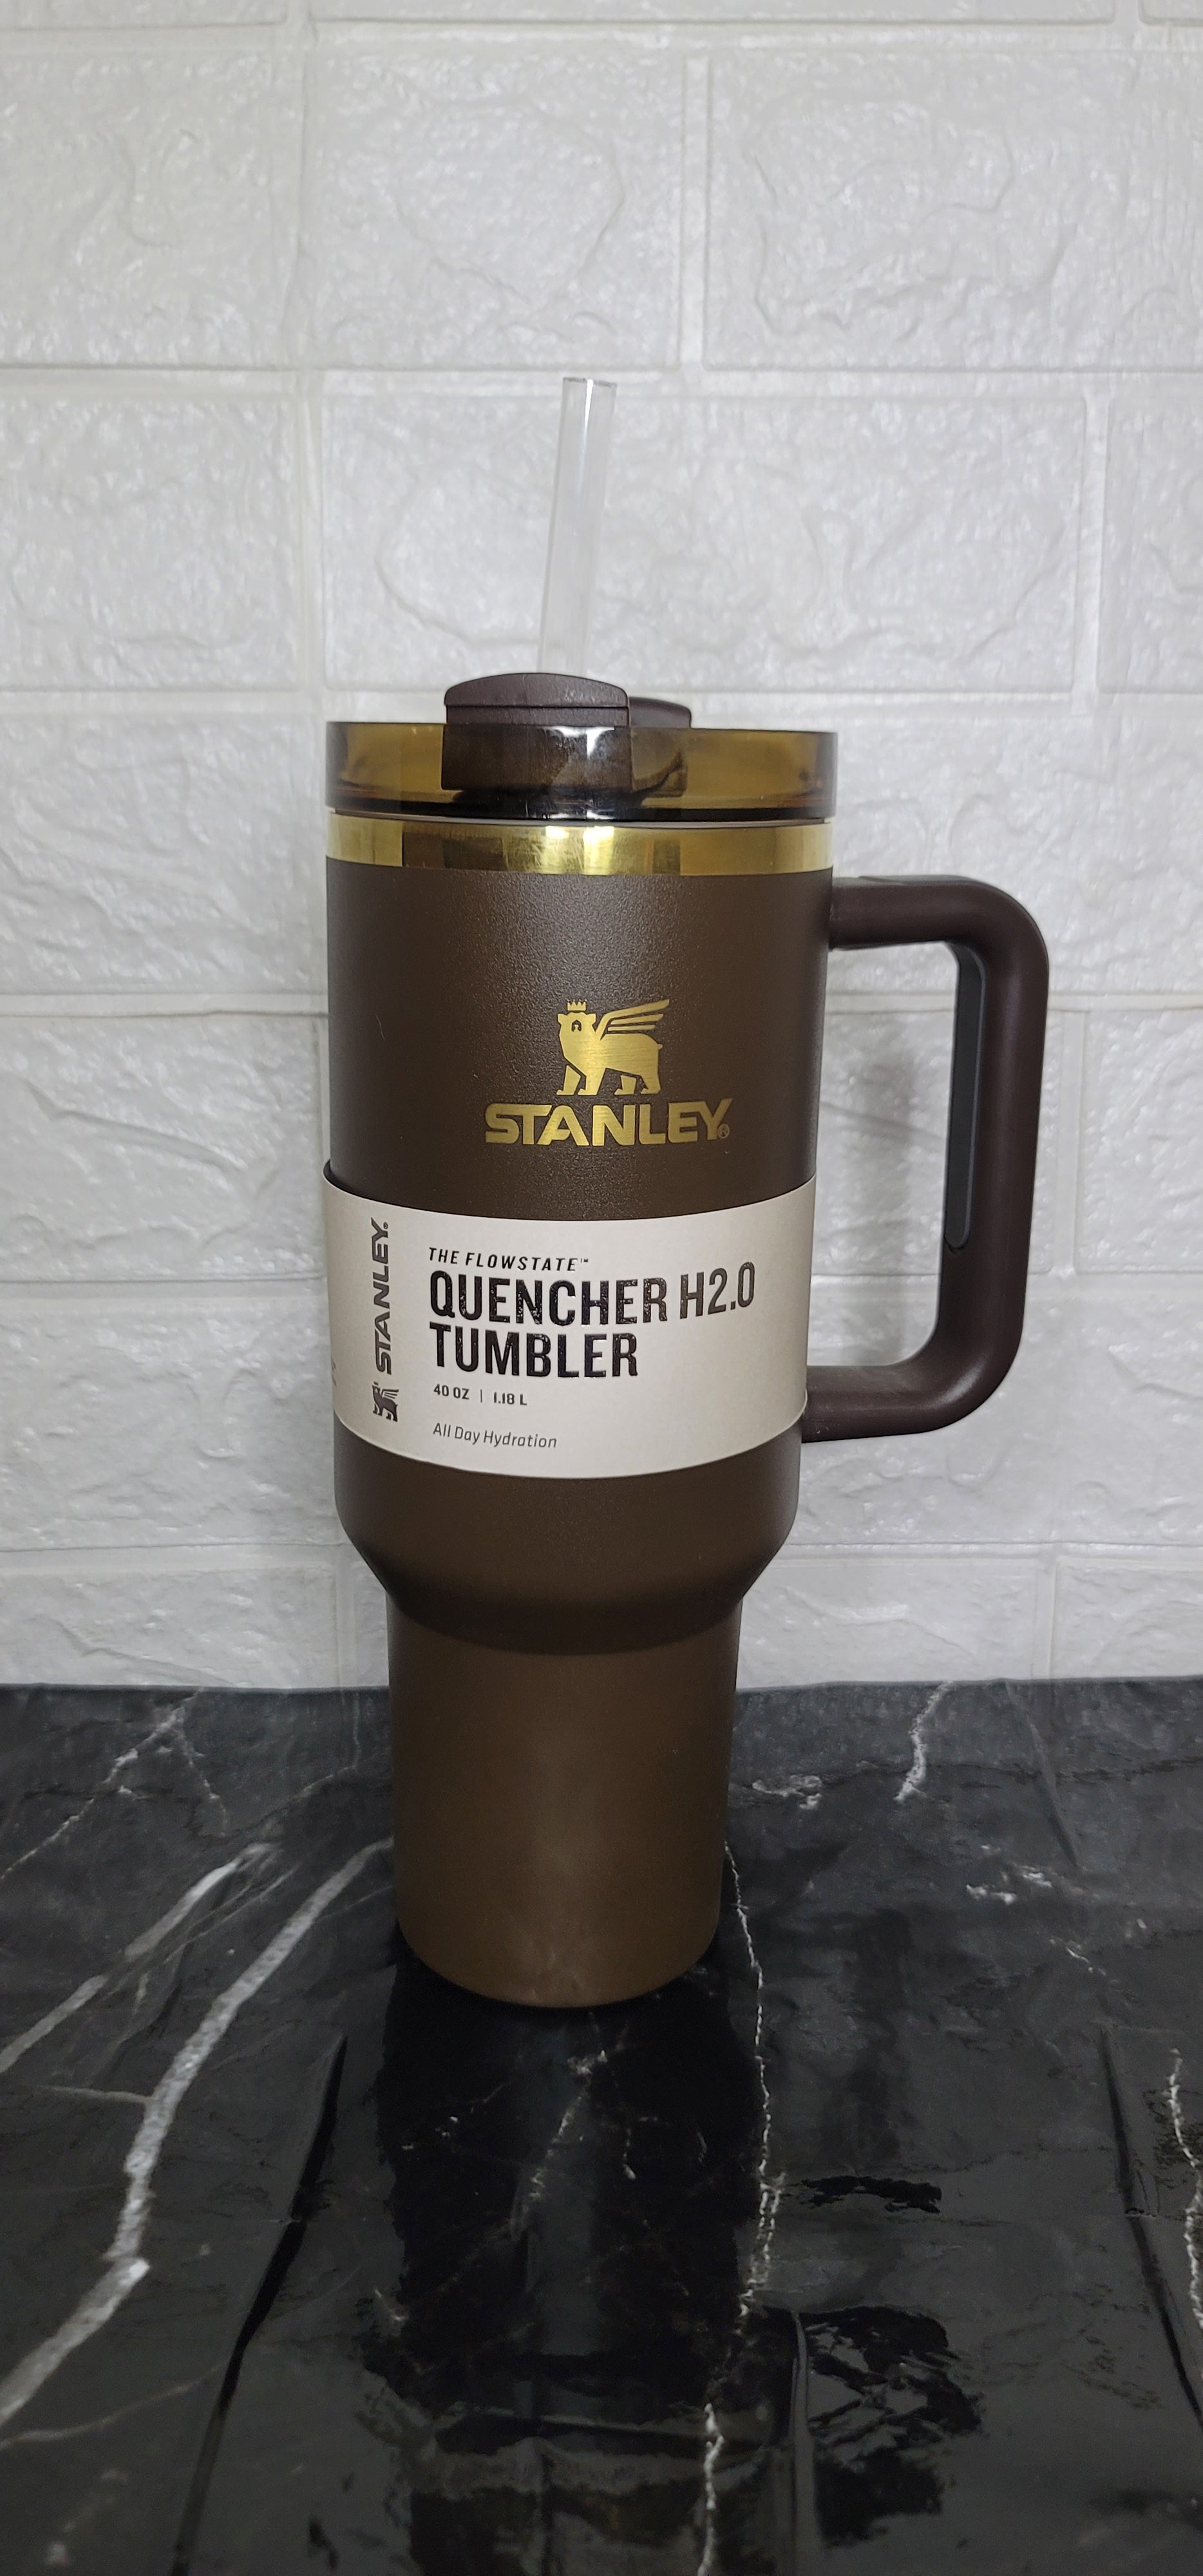 STANLEY®
STANLEY®
THE FLOWSTATE™
QUENCHER H2.0
TUMBLER
40 OZ | 1.18 L
All Day Hydration